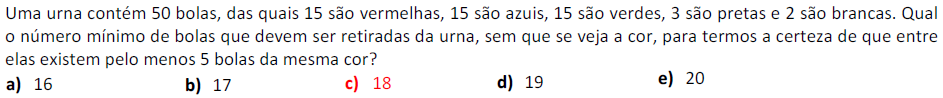 Uma urna contém 50 bolas, das quais 15 são vermelhas, 15 são azuis, 15 são verdes, 3 são pretas e 2 são brancas. Qual
o número mínimo de bolas que devem ser retiradas da urna, sem que se veja a cor, para termos a certeza de que entre
elas existem pelo menos 5 bolas da mesma cor?
a) 16 b) 17 c) 18 d) 19 e) 20